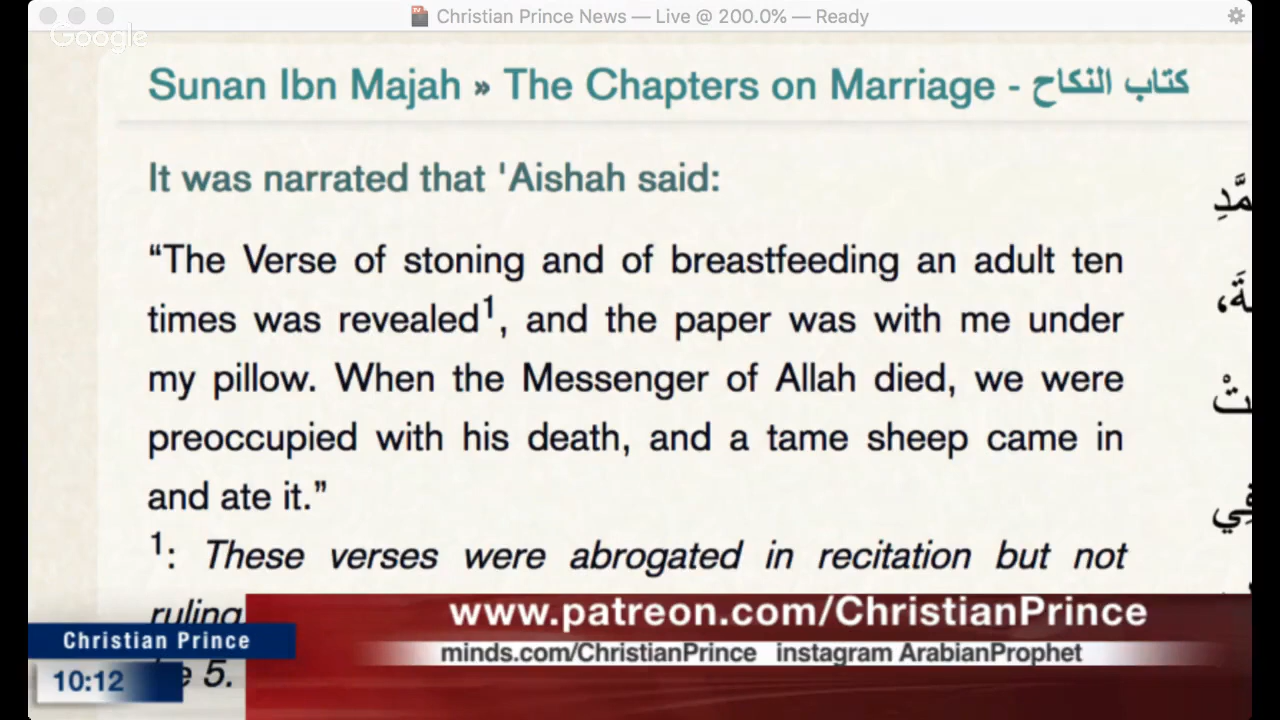 Christian Prince News — Live @ 200.0% — Ready
Google
Sunan Ibn Majah » The Chapters on Marriage - كتاب النكاح
It was narrated that 'Aishah said:
“The Verse of stoning and of breastfeeding an adult ten
times was revealed1, and the paper was with me under
my pillow. When the Messenger of Allah died, we were
preoccupied with his death, and a tame sheep came in
and ate it.”
1: These verses were abrogated in recitation but not
ruling
5.
www.patreon.com/ChristianPrince
Christian Prince
minds.com/ChristianPrince instagram ArabianProphet
10:12